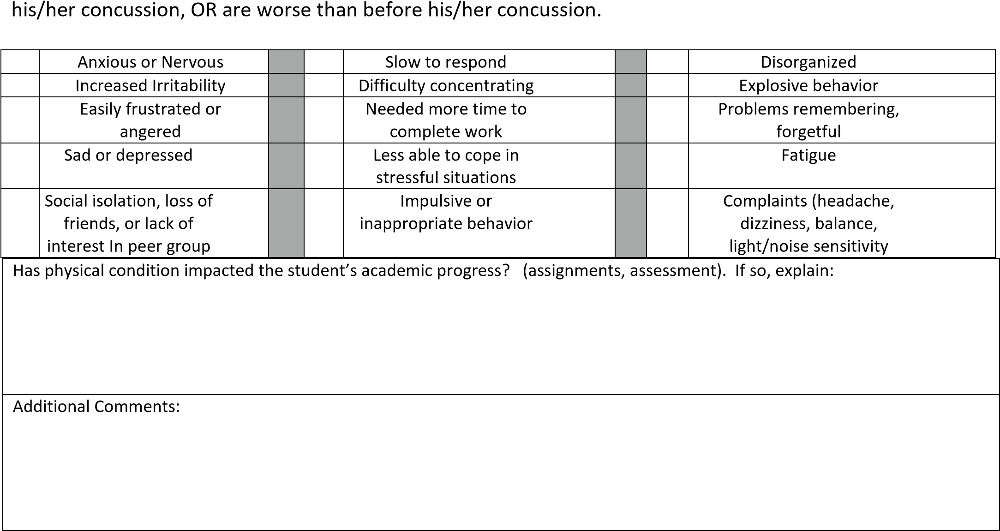 his/her concussion, OR are worse than before his/her concussion.
Anxious or Nervous
Slow to respond
Disorganized
Increased Irritability
Difficulty concentrating
Explosive behavior
Easily frustrated or
angered
Needed more time to
complete work
Problems remembering,
forgetful
Sad or depressed
Less able to cope in
stressful situations
Fatigue
Social isolation, loss of
friends, or lack of
interest In peer group
Impulsive or
inappropriate behavior
Complaints (headache,
dizziness, balance,
light/noise sensitivity
Has physical condition impacted the student’s academic progress?   (assignments, assessment).  If so, explain:
Additional Comments: